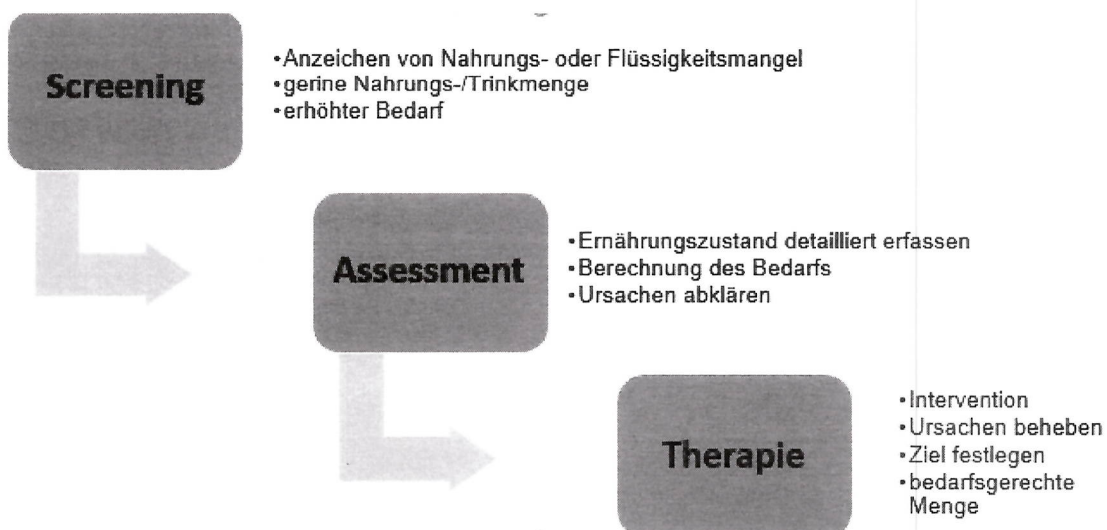 Screening
•Anzeichen von Nahrungs- oder Flüssigkeitsmangel
•gerine Nahrungs-/Trinkmenge
•erhöhter Bedarf
Assessment
•Ernährungszustand detailliert erfassen
•Berechnung des Bedarfs
•Ursachen abklären
Therapie
•Intervention
•Ursachen beheben
•Ziel festlegen
•bedarfsgerechte
Menge